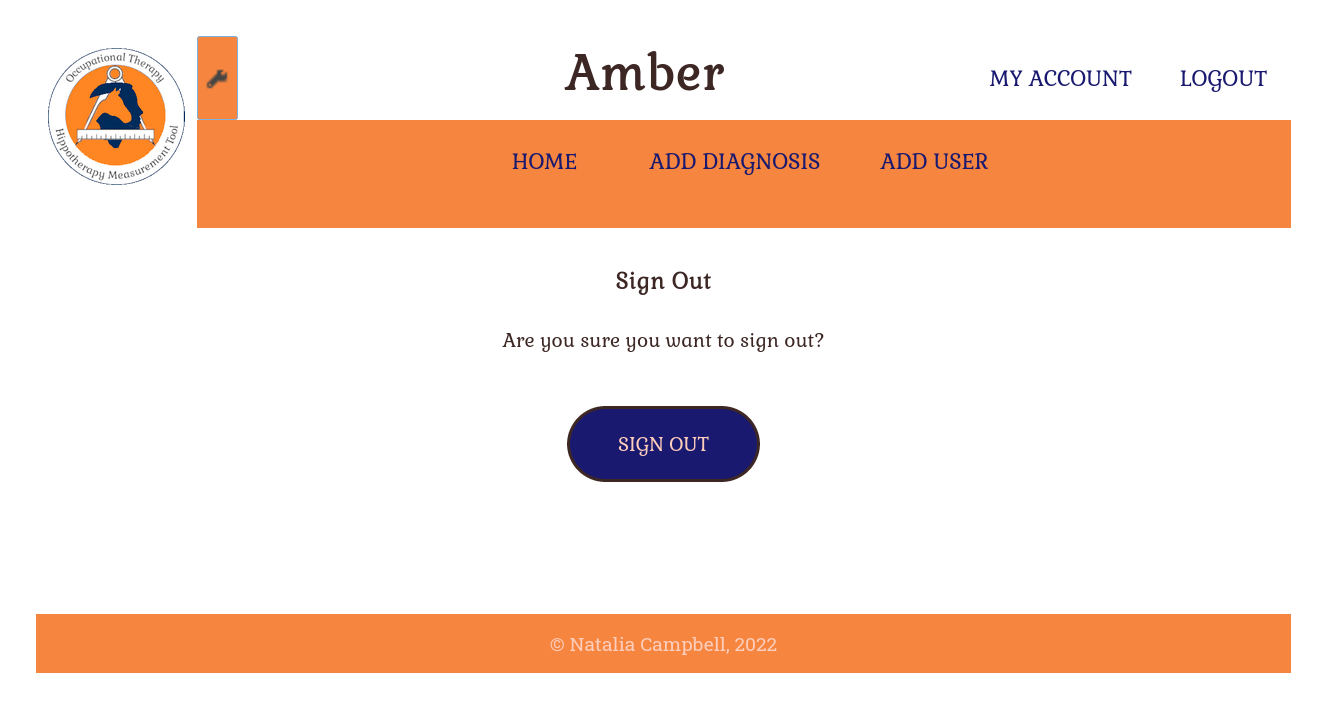 Occupational Therapy
Hippotherapy Measurement Tool
Amber
MY ACCOUNT
LOGOUT
HOME
ADD DIAGNOSIS
ADD USER
Sign Out
Are you sure you want to sign out?
SIGN OUT
© Natalia Campbell, 2022